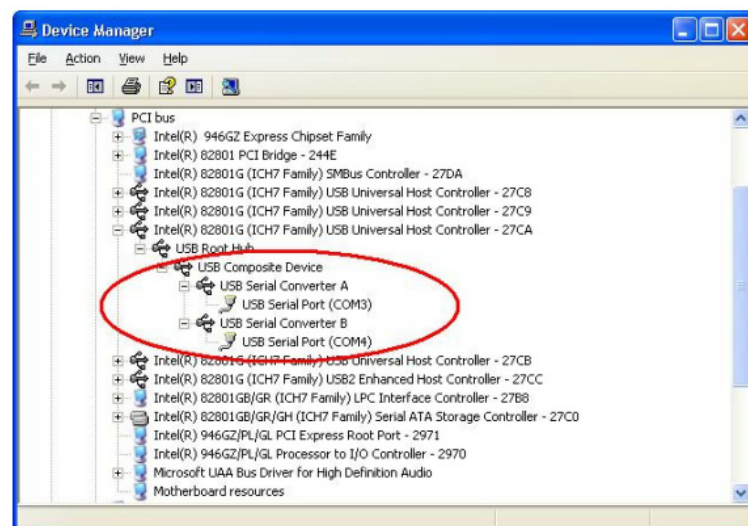 Device Manager
File Action View Help
PCI bus
Intel(R) 946GZ Express Chipset Family
Intel(R) 82801 PCI Bridge - 244E
Intel(R) 82801G (ICH7 Family) SMBus Controller - 27DA
Intel(R) 82801G (ICH7 Family) USB Universal Host Controller - 27C8
Intel(R) 82801G (ICH7 Family) USB Universal Host Controller - 27C9
Intel(R) 82801G (ICH7 Family) USB Universal Host Controller - 27CA
USB Root Hub
USB Composite Device
USB Serial Converter A
USB Serial Port (COM3)
USB Serial Converter B
USB Serial Port (COM4)
Intel(R) 82801G (ICH7 Family) USB Universal Host Controller - 27CB
Intel(R) 82801G (ICH7 Family) USB2 Enhanced Host Controller - 27CC
Intel(R) 82801GB/GR (ICH7 Family) LPC Interface Controller - 27B8
Intel(R) 82801GB/GR/GH (ICH7 Family) Serial ATA Storage Controller - 27C0
Intel(R) 946GZ/PL/GL PCI Express Root Port - 2971
Intel(R) 946GZ/PL/GL Processor to I/O Controller - 2970
Microsoft UAA Bus Driver for High Definition Audio
Motherboard resources